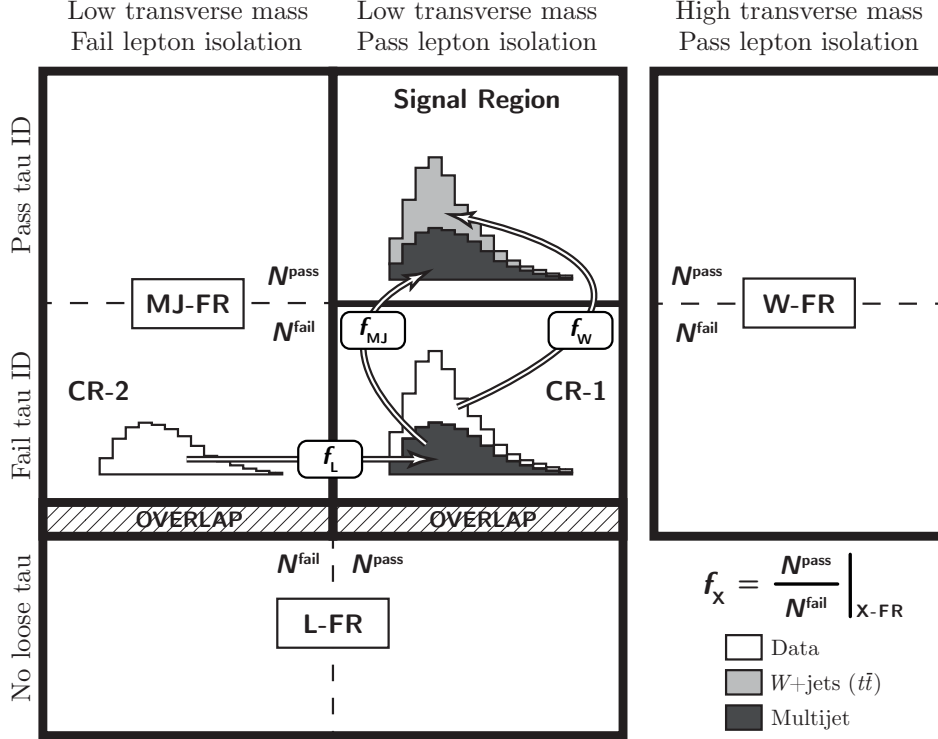 Low transverse mass
Fail lepton isolation
Low transverse mass
Pass lepton isolation
High transverse mass
Pass lepton isolation
Pass tau ID
Signal Region
N^pass
MJ-FR
N^fail
N^pass
W-FR
N^fail
f_MJ
f_W
Fail tau ID
CR-2
CR-1
f_L
OVERLAP
OVERLAP
No loose tau
N^fail
N^pass
L-FR
f_X = N^pass / N^fail |_X-FR
Data
W+jets (tt̄)
Multijet